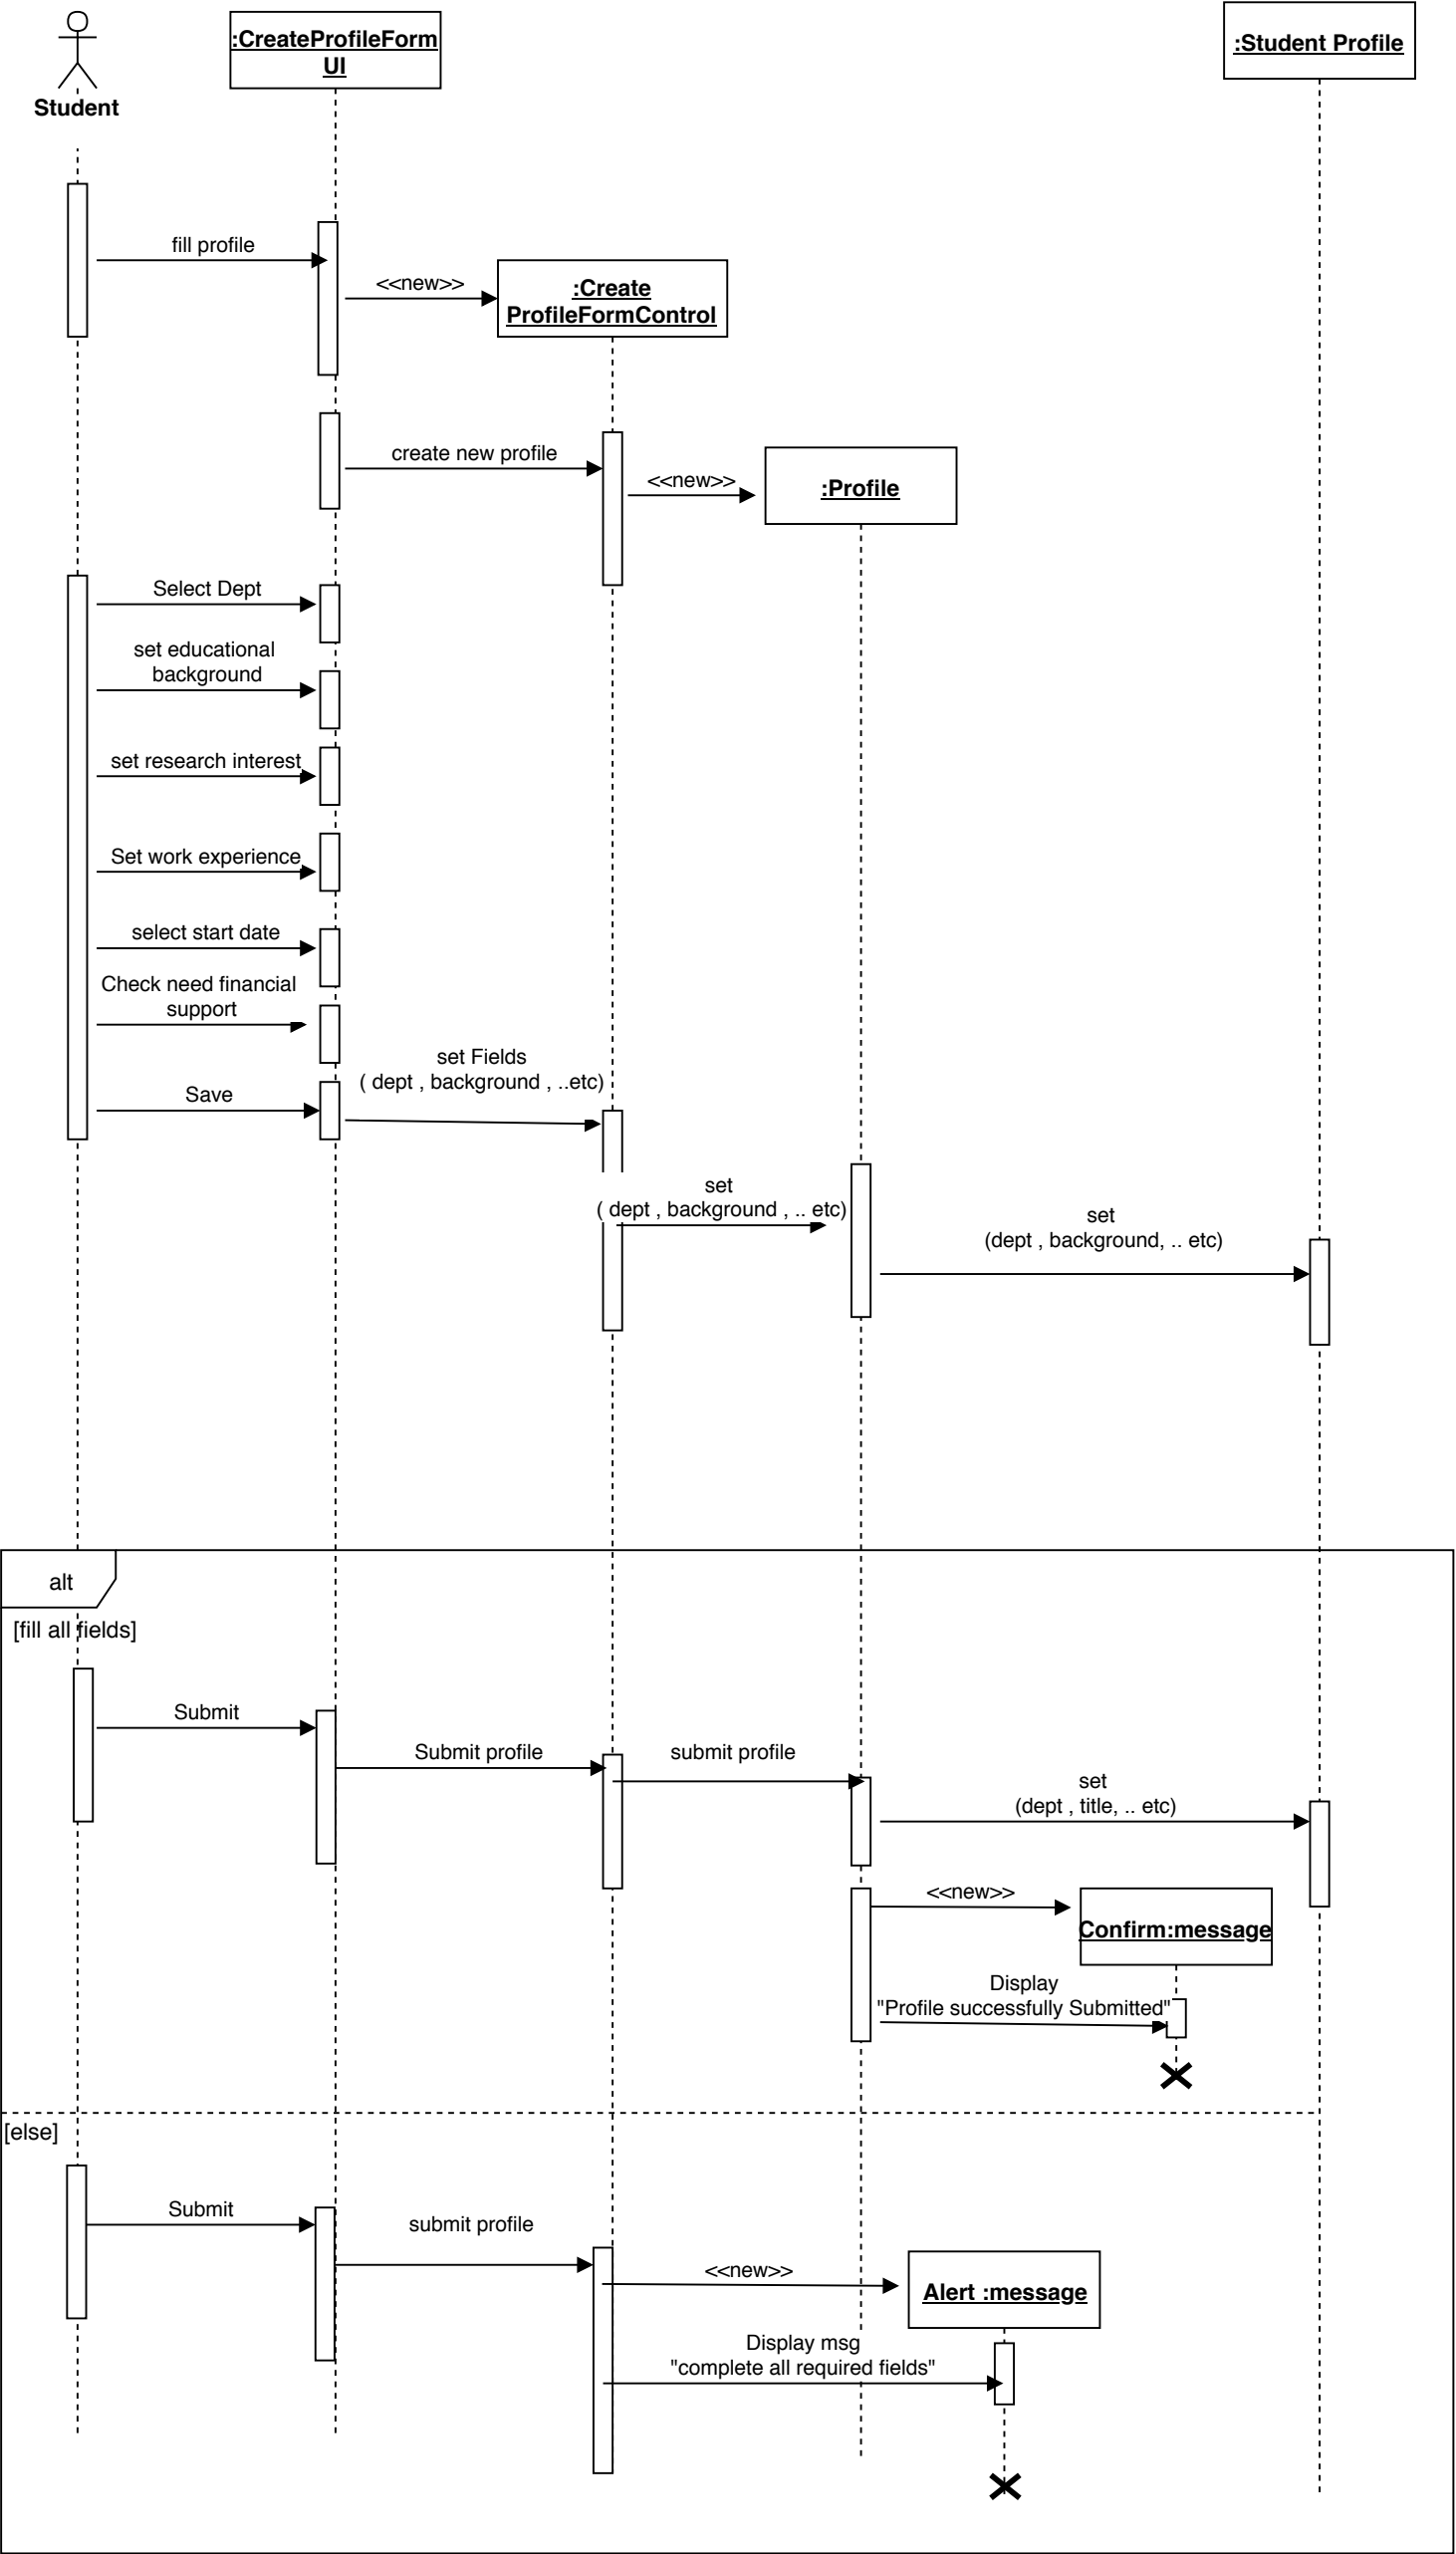 :CreateProfileForm
UI
:Student Profile
Student
fill profile
<<new>>
:Create
ProfileFormControl
create new profile
<<new>>
:Profile
Select Dept
set educational
background
set research interest
Set work experience
select start date
Check need financial
support
set Fields
( dept , background , ..etc)
Save
set
( dept , background , .. etc)
set
(dept , background, .. etc)
alt
[fill all fields]
Submit
Submit profile
submit profile
set
(dept , title, .. etc)
<<new>>
Confirm:message
Display
"Profile successfully Submitted"
[else]
Submit
submit profile
<<new>>
Alert :message
Display msg
"complete all required fields"